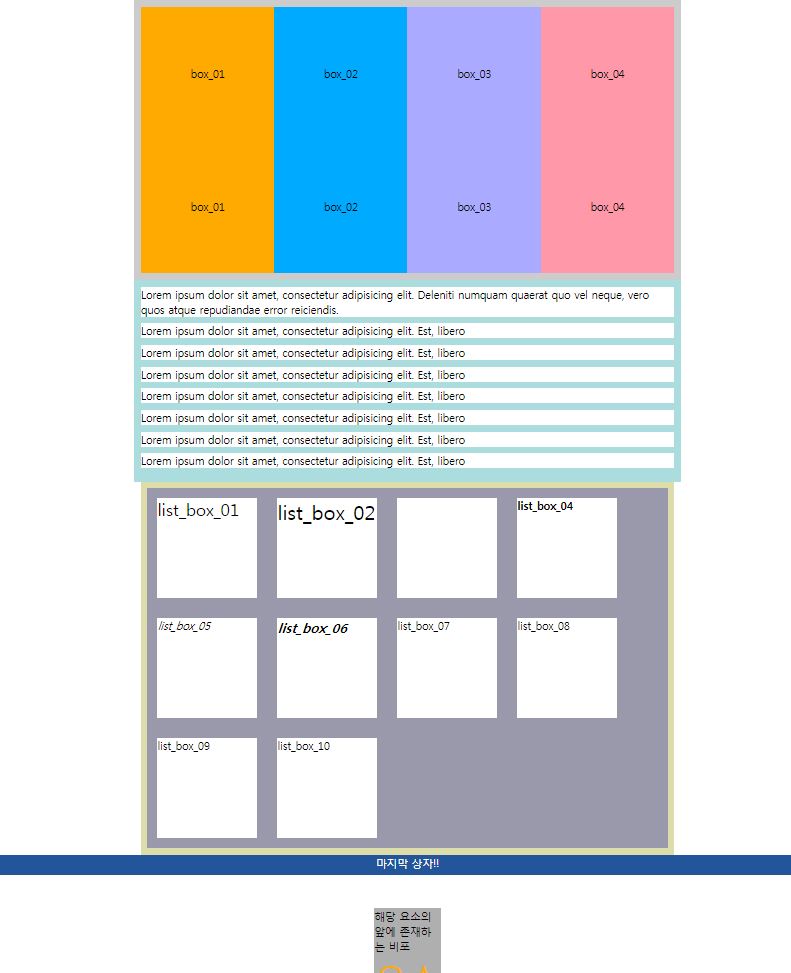 box_01 box_02 box_03 box_04
box_01 box_02 box_03 box_04
Lorem ipsum dolor sit amet, consectetur adipisicing elit. Deleniti numquam quaerat quo vel neque, vero
quos atque repudiandae error reiciendis.
Lorem ipsum dolor sit amet, consectetur adipisicing elit. Est, libero
Lorem ipsum dolor sit amet, consectetur adipisicing elit. Est, libero
Lorem ipsum dolor sit amet, consectetur adipisicing elit. Est, libero
Lorem ipsum dolor sit amet, consectetur adipisicing elit. Est, libero
Lorem ipsum dolor sit amet, consectetur adipisicing elit. Est, libero
Lorem ipsum dolor sit amet, consectetur adipisicing elit. Est, libero
Lorem ipsum dolor sit amet, consectetur adipisicing elit. Est, libero
list_box_01 list_box_02 list_box_04
list_box_05 list_box_06 list_box_07 list_box_08
list_box_09 list_box_10
마지막 상자!!
해당 요소의
앞에 존재하
는 비포